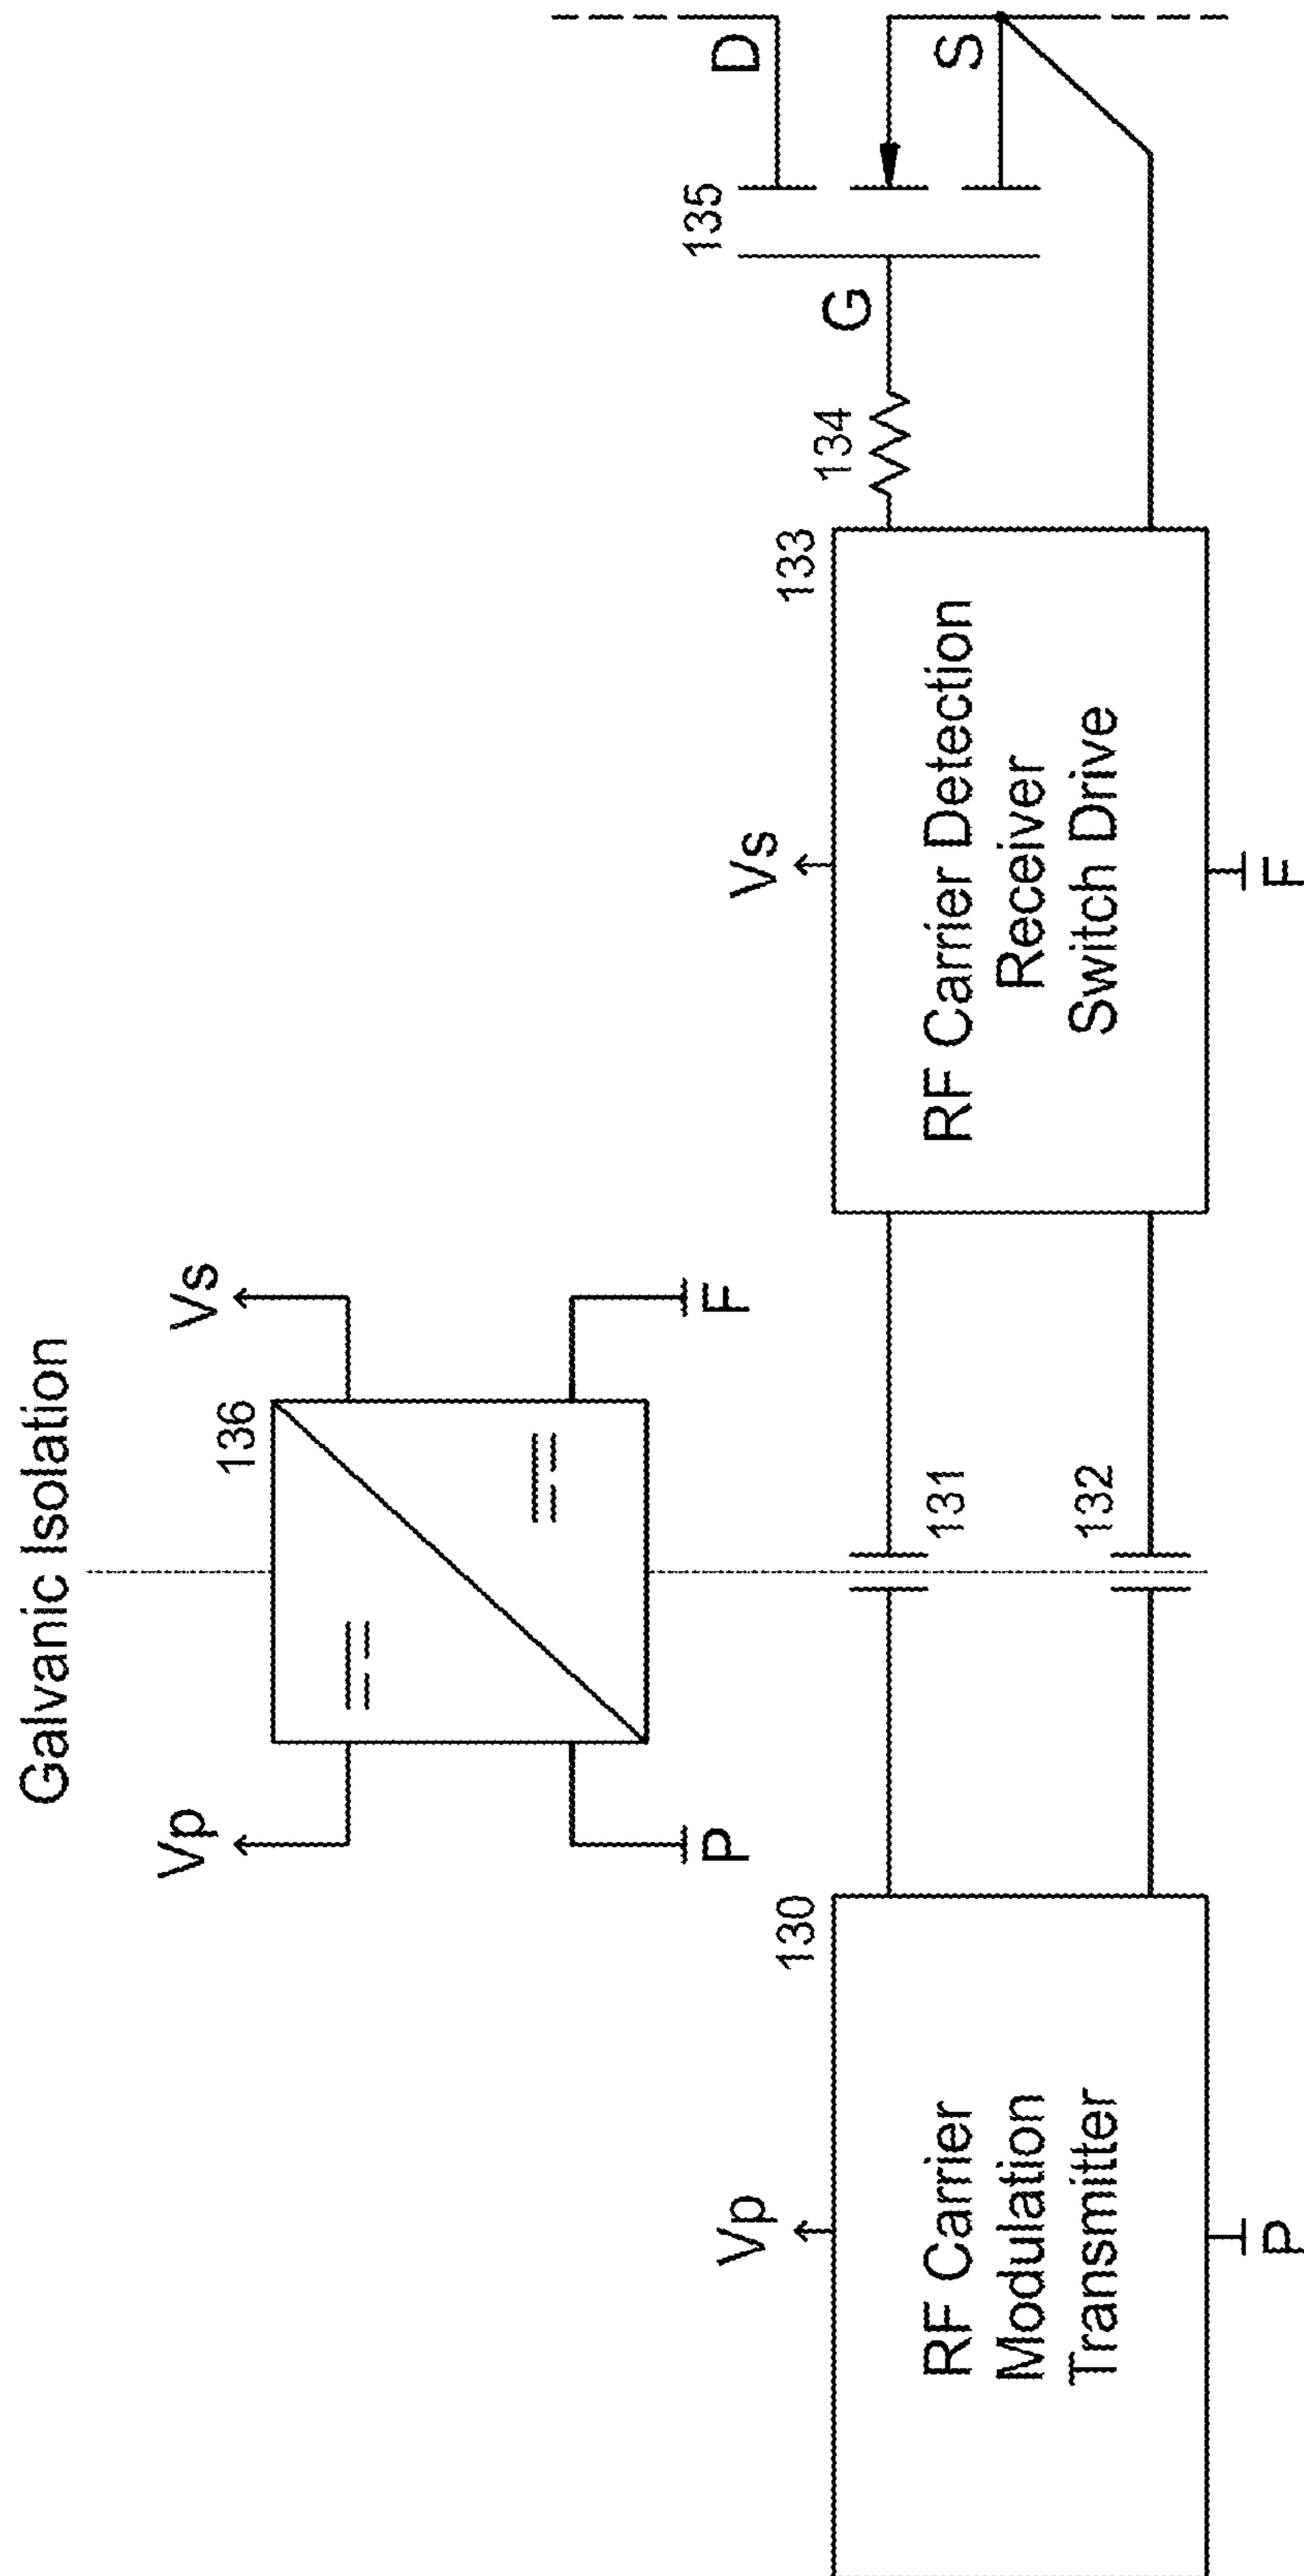 Galvanic Isolation
Vp
136
Vs
P
F
Vp
130
RF Carrier
Modulation
Transmitter
P
131
132
Vs
133
RF Carrier Detection
Receiver
Switch Drive
F
134
G
135
D
S